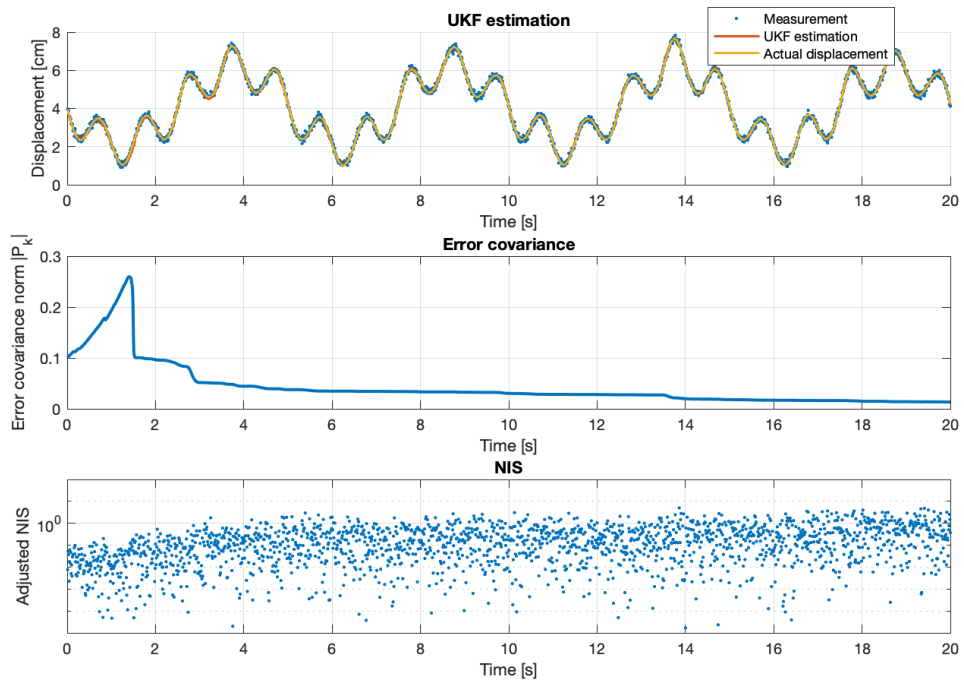 UKF estimation
Measurement
UKF estimation
Actual displacement
Displacement [cm]
8
6
4
2
0
0 2 4 6 8 10 12 14 16 18 20
Time [s]
Error covariance
Error covariance norm |P_k|
0.3
0.2
0.1
0
0 2 4 6 8 10 12 14 16 18 20
Time [s]
NIS
Adjusted NIS
10^0
0 2 4 6 8 10 12 14 16 18 20
Time [s]